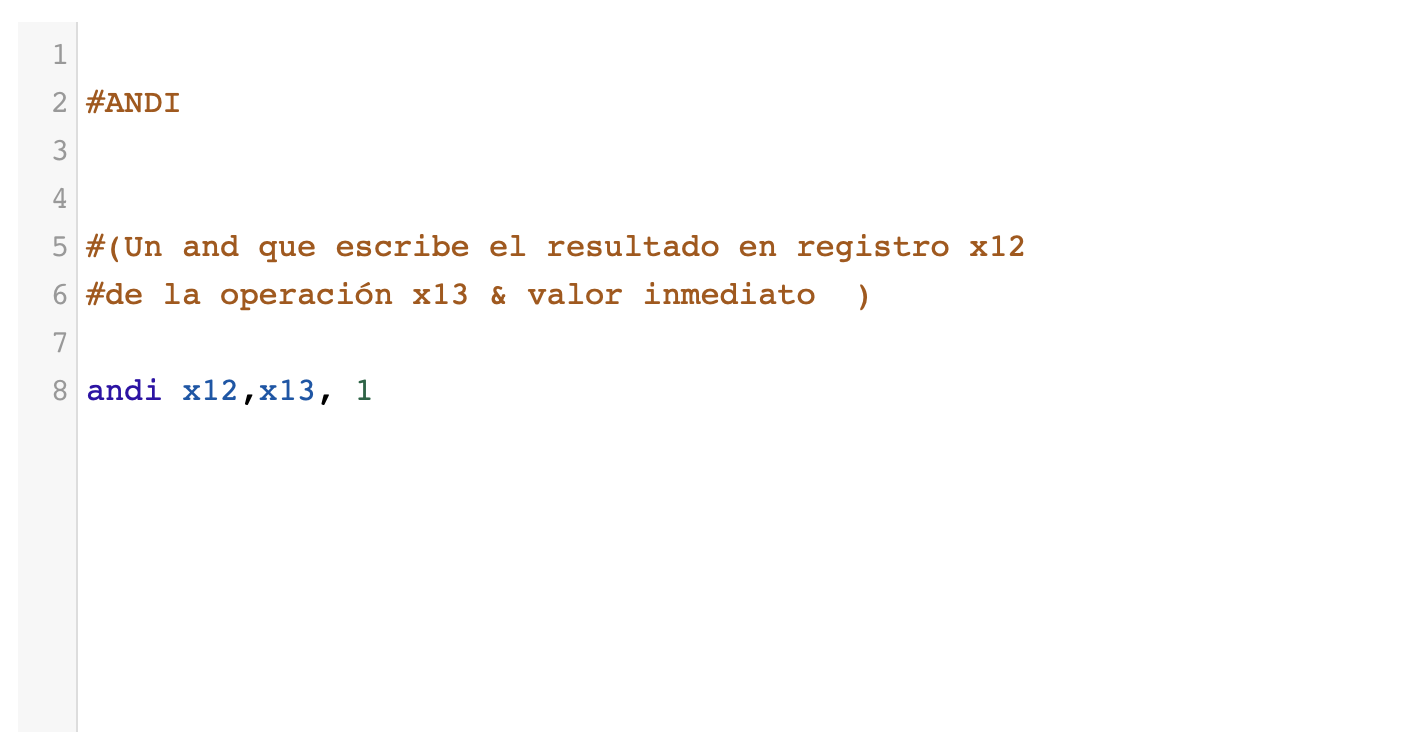 1
2 #ANDI
3
4
5 #(Un and que escribe el resultado en registro x12
6 #de la operación x13 & valor inmediato  )
7
8 andi x12,x13, 1